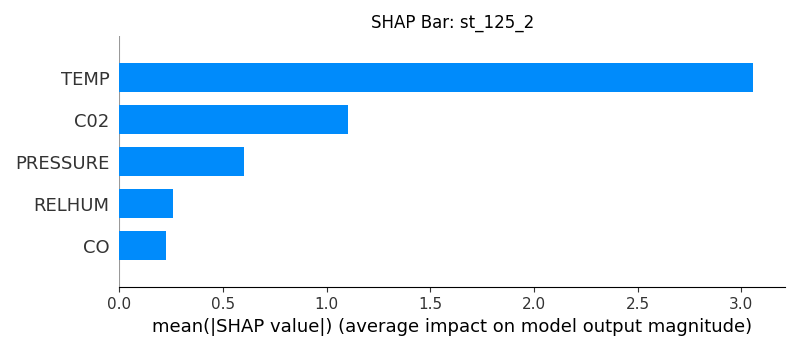 SHAP Bar: st_125_2
TEMP
C02
PRESSURE
RELHUM
CO
0.0 0.5 1.0 1.5 2.0 2.5 3.0
mean(|SHAP value|) (average impact on model output magnitude)